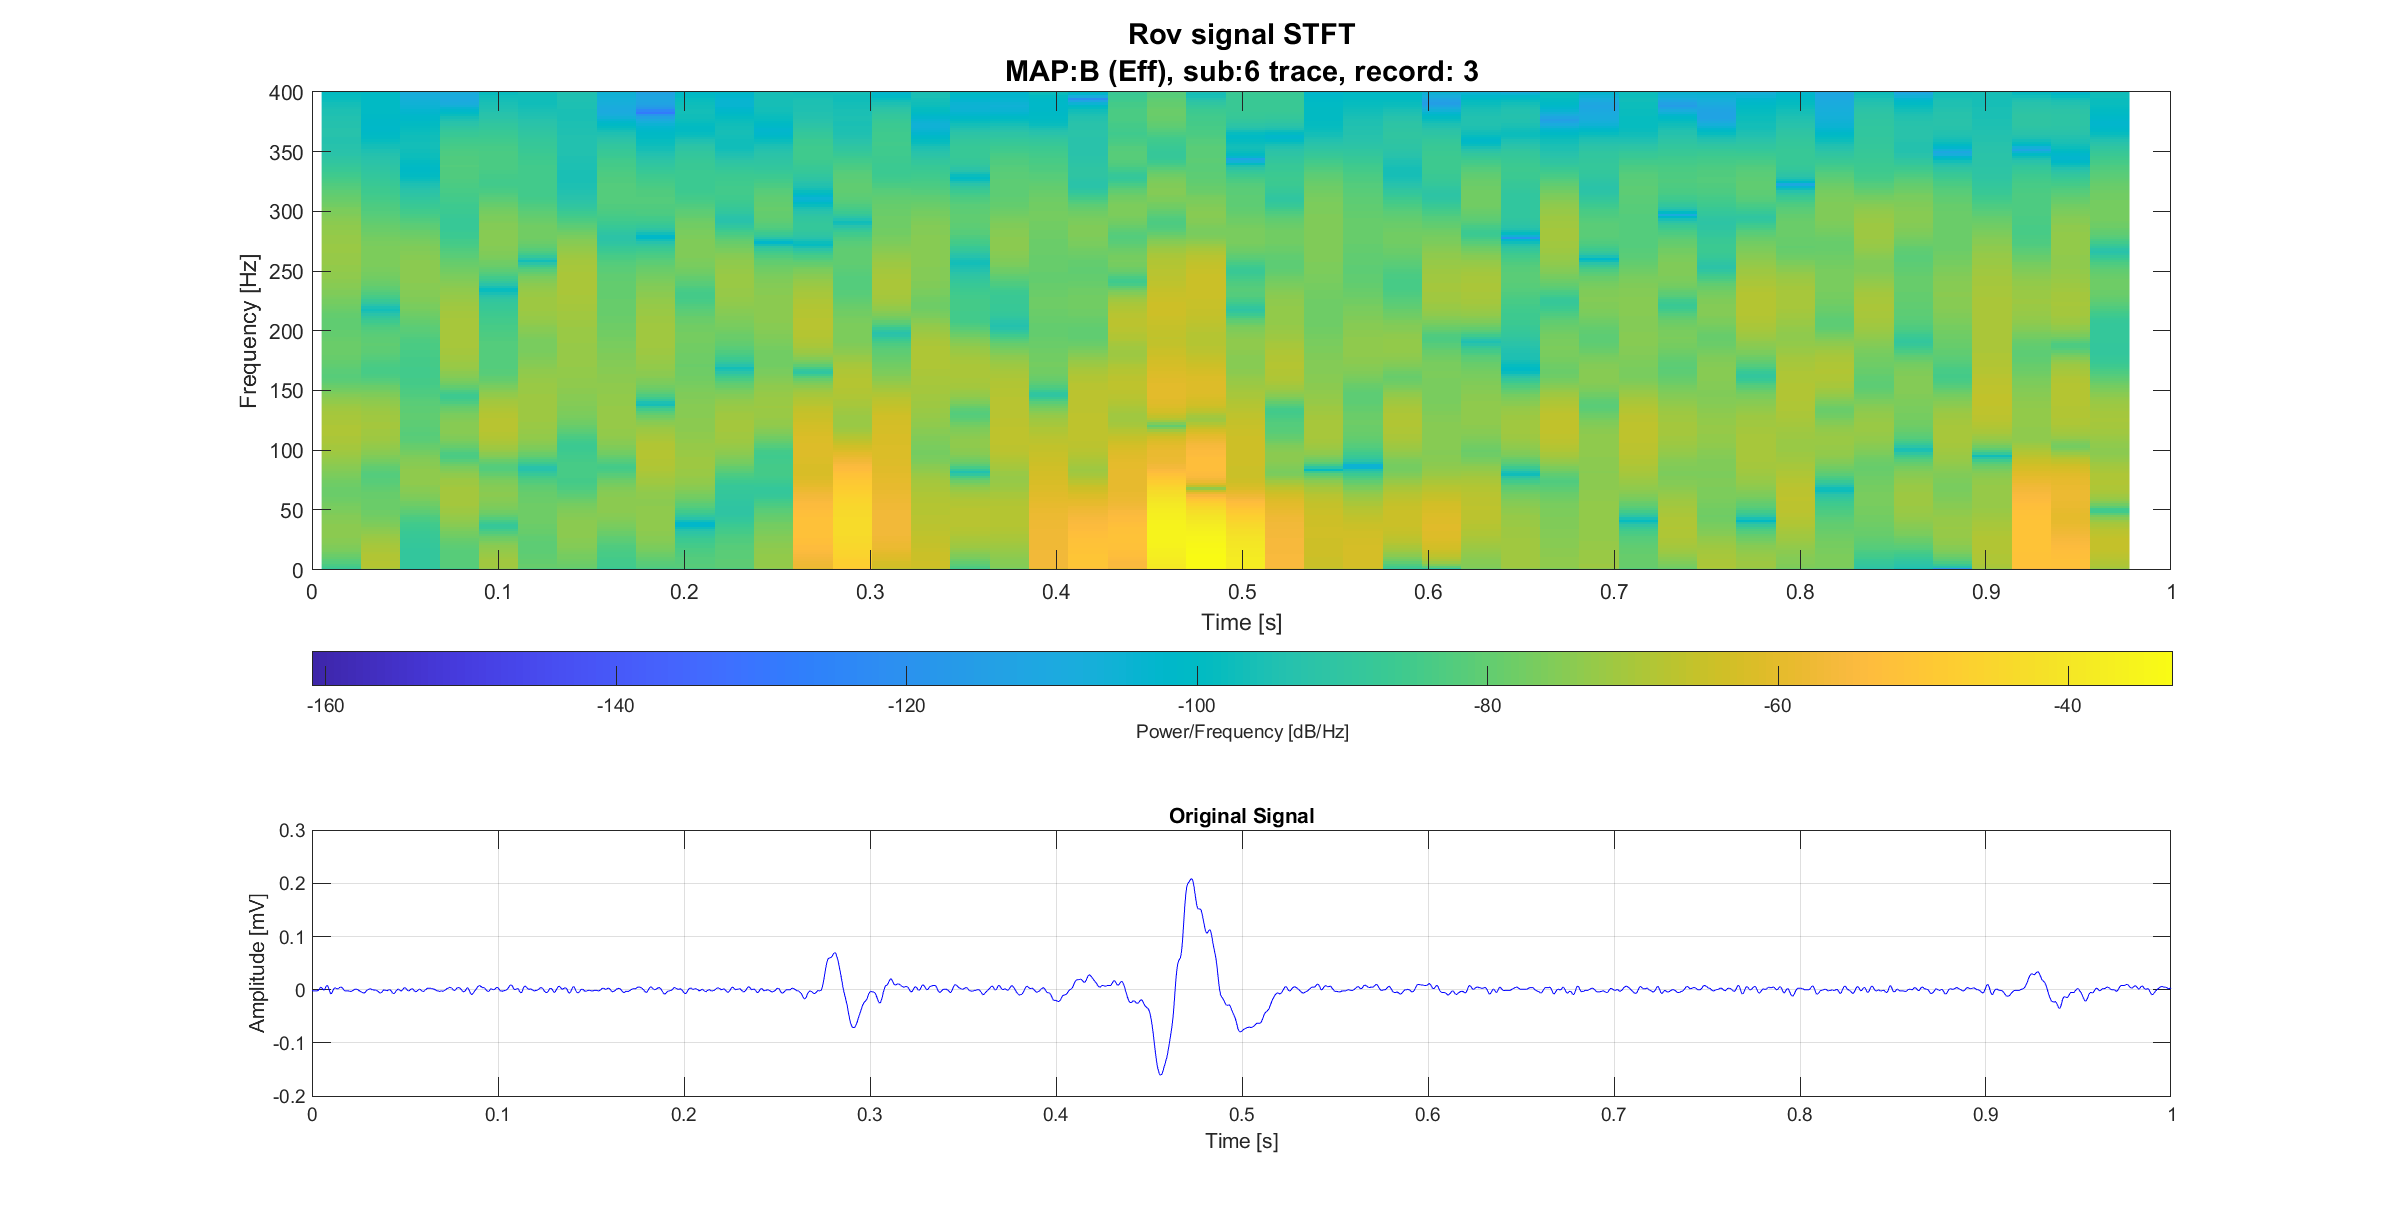 Rov signal STFT
MAP:B (Eff), sub:6 trace, record: 3
400
350
300
250
200
150
100
50
0
Frequency [Hz]
0 0.1 0.2 0.3 0.4 0.5 0.6 0.7 0.8 0.9 1
Time [s]
-160 -140 -120 -100 -80 -60 -40
Power/Frequency [dB/Hz]
Original Signal
0.3
0.2
0.1
0
-0.1
-0.2
Amplitude [mV]
0 0.1 0.2 0.3 0.4 0.5 0.6 0.7 0.8 0.9 1
Time [s]